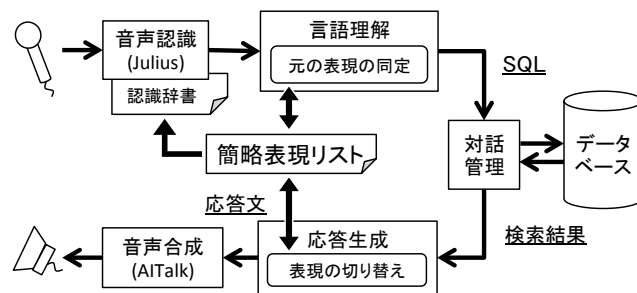 音声認識
(Julius)
認識辞書
言語理解
元の表現の同定
SQL
簡略表現リスト
対話
管理
データ
ベース
応答文
検索結果
音声合成
(AITalk)
応答生成
表現の切り替え